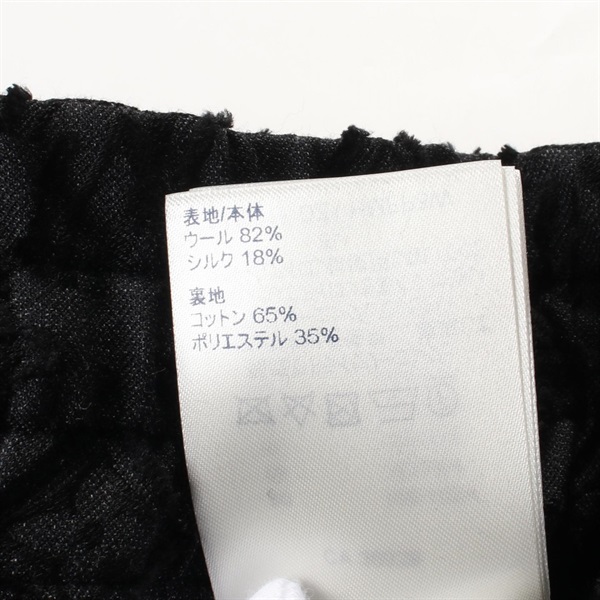 表地/本体
ウール 82%
シルク 18%
裏地
コットン 65%
ポリエステル 35%